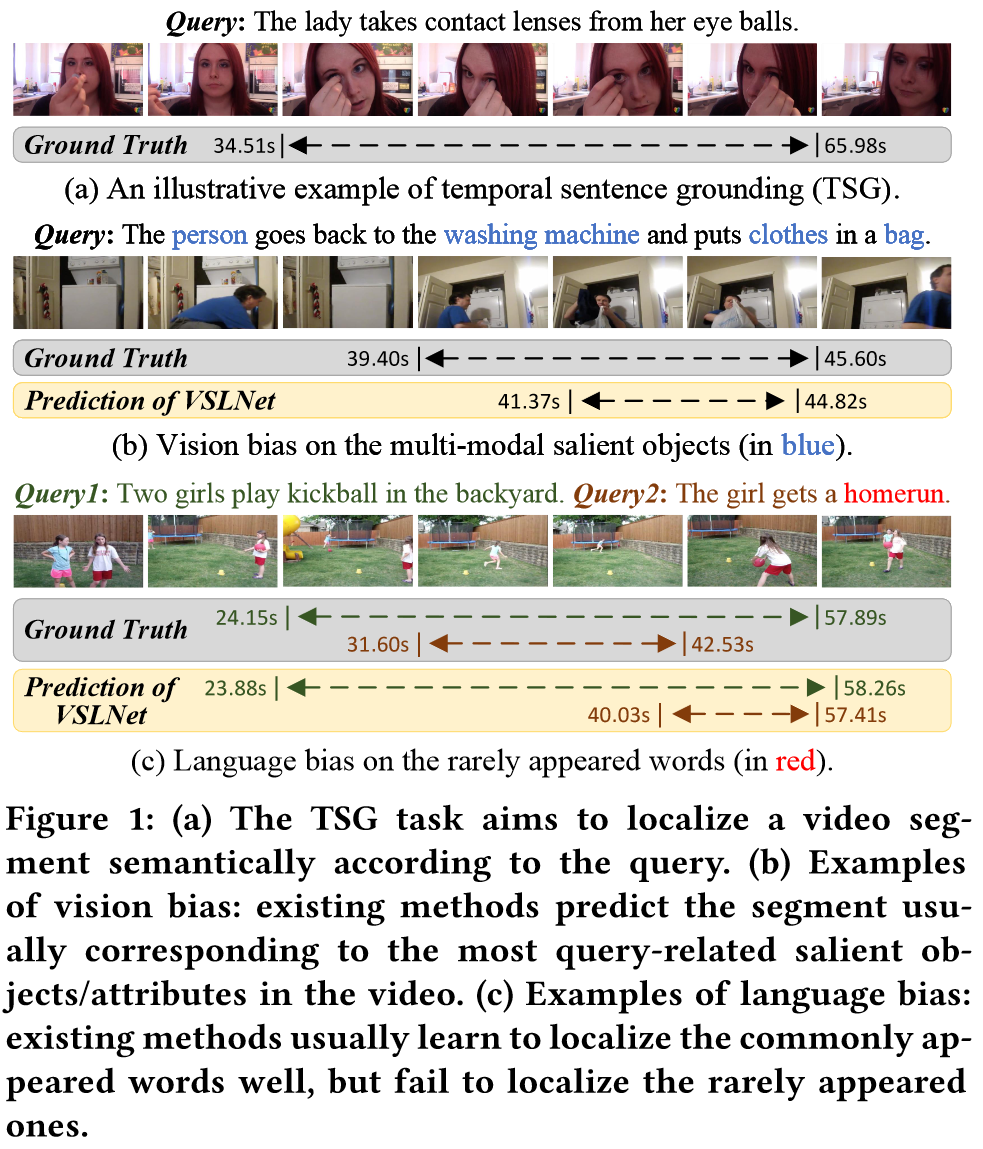 Query: The lady takes contact lenses from her eye balls.
Ground Truth 34.51s 65.98s
(a) An illustrative example of temporal sentence grounding (TSG).
Query: The person goes back to the washing machine and puts clothes in a bag.
Ground Truth 39.40s 45.60s
Prediction of VSLNet 41.37s 44.82s
(b) Vision bias on the multi-modal salient objects (in blue).
Query1: Two girls play kickball in the backyard. Query2: The girl gets a homerun.
Ground Truth
24.15s 57.89s
31.60s 42.53s
Prediction of
VSLNet
23.88s 58.26s
40.03s 57.41s
(c) Language bias on the rarely appeared words (in red).
Figure 1: (a) The TSG task aims to localize a video seg-
ment semantically according to the query. (b) Examples
of vision bias: existing methods predict the segment usu-
ally corresponding to the most query-related salient ob-
jects/attributes in the video. (c) Examples of language bias:
existing methods usually learn to localize the commonly ap-
peared words well, but fail to localize the rarely appeared
ones.